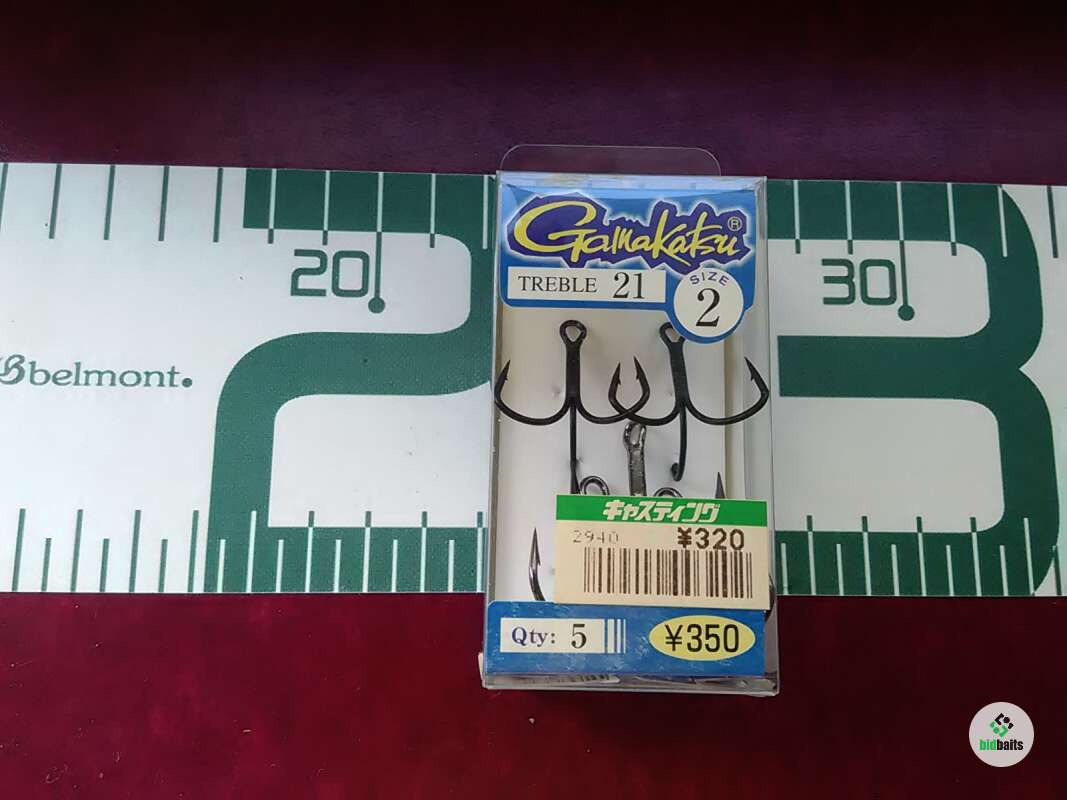 Gamakatsu®
TREBLE 21
SIZE
2
20
30
belmont.
キャスティング
2940 ¥320
Qty: 5
¥350
bidbaits